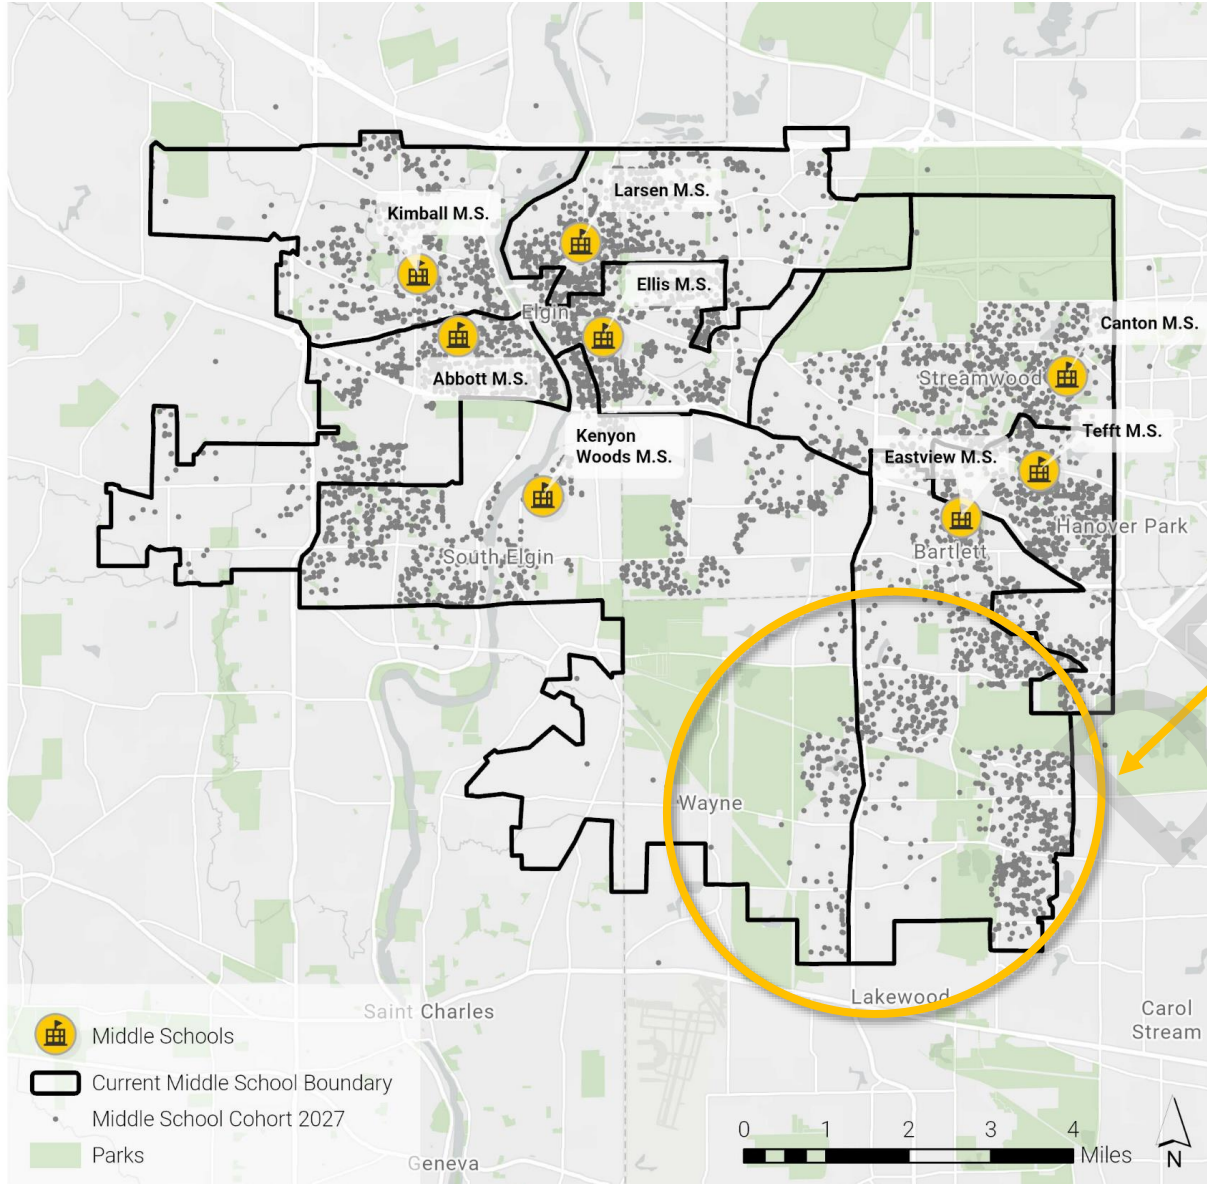 Larsen M.S.
Kimball M.S.
Ellis M.S.
Elgin
Canton M.S.
Abbott M.S.
Streamwood
Tefft M.S.
Kenyon
Woods M.S.
Eastview M.S.
Hanover Park
Bartlett
South Elgin
Wayne
Lakewood
Saint Charles
Carol
Stream
Middle Schools
Current Middle School Boundary
Middle School Cohort 2027
Parks
0 1 2 3 4
Miles
N
Geneva